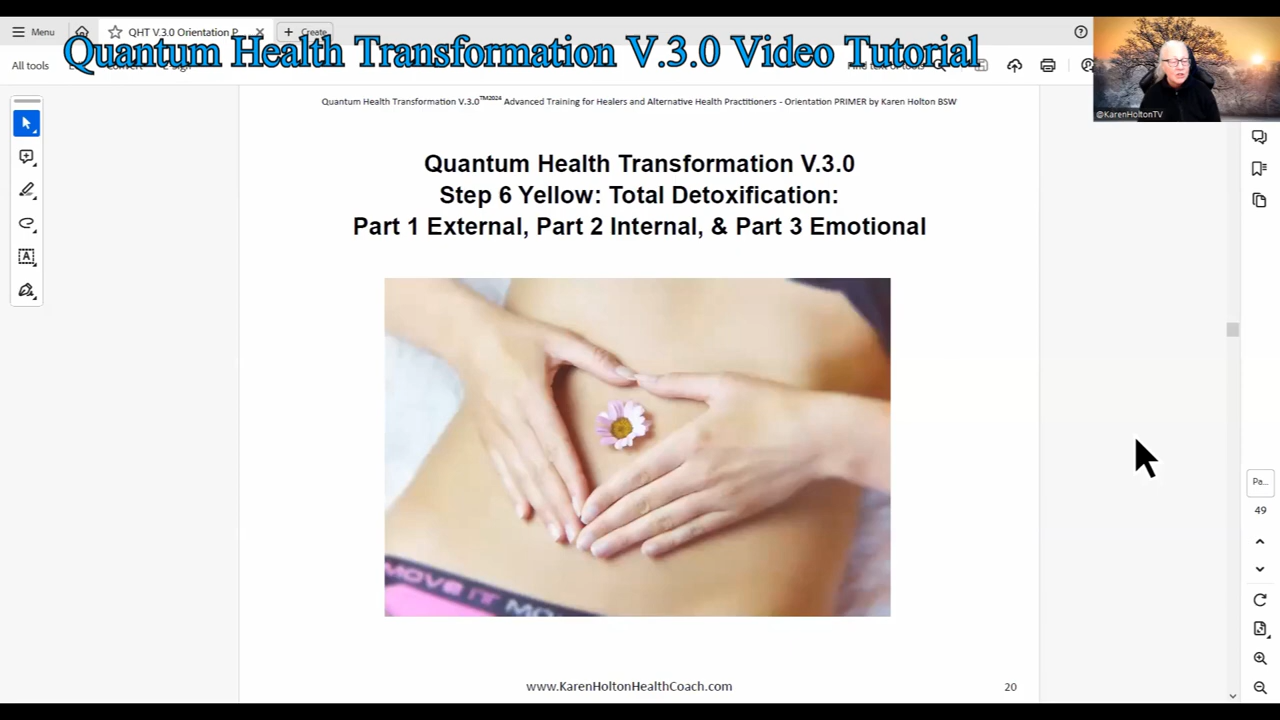 Menu
QHT V.3.0 Orientation P
Create
Quantum Health Transformation V.3.0 Video Tutorial
All tools
@KarenHoltonTV
Quantum Health Transformation V.3.0™2024 Advanced Training for Healers and Alternative Health Practitioners - Orientation PRIMER by Karen Holton BSW
Quantum Health Transformation V.3.0
Step 6 Yellow: Total Detoxification:
Part 1 External, Part 2 Internal, & Part 3 Emotional
MOVE IT MO
Pa...
49
www.KarenHoltonHealthCoach.com
20